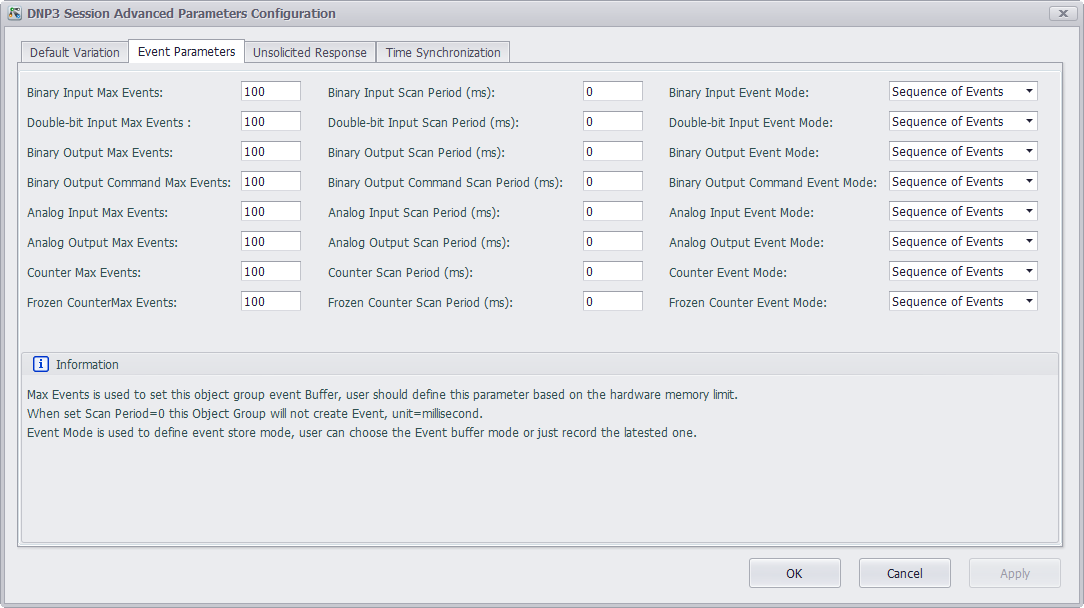 DNP3 Session Advanced Parameters Configuration
Default Variation Event Parameters Unsolicited Response Time Synchronization
Binary Input Max Events: 100 Binary Input Scan Period (ms): 0 Binary Input Event Mode: Sequence of Events
Double-bit Input Max Events : 100 Double-bit Input Scan Period (ms): 0 Double-bit Input Event Mode: Sequence of Events
Binary Output Max Events: 100 Binary Output Scan Period (ms): 0 Binary Output Event Mode: Sequence of Events
Binary Output Command Max Events: 100 Binary Output Command Scan Period (ms): 0 Binary Output Command Event Mode: Sequence of Events
Analog Input Max Events: 100 Analog Input Scan Period (ms): 0 Analog Input Event Mode: Sequence of Events
Analog Output Max Events: 100 Analog Output Scan Period (ms): 0 Analog Output Event Mode: Sequence of Events
Counter Max Events: 100 Counter Scan Period (ms): 0 Counter Event Mode: Sequence of Events
Frozen CounterMax Events: 100 Frozen Counter Scan Period (ms): 0 Frozen Counter Event Mode: Sequence of Events
i Information
Max Events is used to set this object group event Buffer, user should define this parameter based on the hardware memory limit.
When set Scan Period=0 this Object Group will not create Event, unit=millisecond.
Event Mode is used to define event store mode, user can choose the Event buffer mode or just record the latested one.
OK Cancel Apply